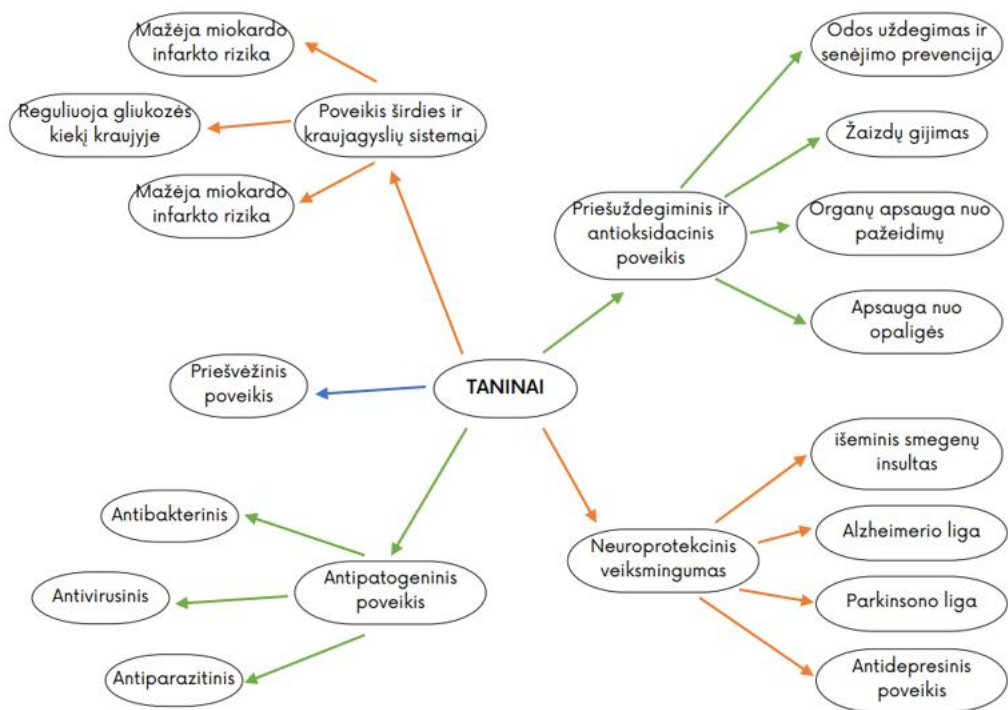 Mažėja miokardo
infarkto rizika
Reguliuoja gliukozės
kiekį kraujyje
Mažėja miokardo
infarkto rizika
Poveikis širdies ir
kraujagyslių sistemai
Odos uždegimas ir
senėjimo prevencija
Žaizdų gijimas
Organų apsauga nuo
pažeidimų
Apsauga nuo
opaligės
Priešuždegiminis ir
antioksidacinis
poveikis
TANINAI
Priešvėžinis
poveikis
Antibakterinis
Antivirusinis
Antiparazitinis
Antipatogeninis
poveikis
Neuroprotekcinis
veiksmingumas
išeminis smegenų
insultas
Alzheimerio liga
Parkinsono liga
Antidepresinis
poveikis